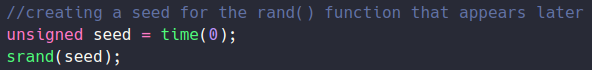 //creating a seed for the rand() function that appears later
unsigned seed = time(0);
srand(seed);